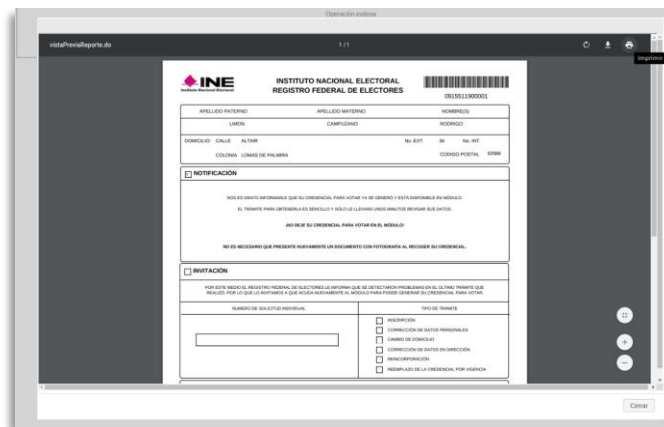 Operación exitosa
vistaPreviaReporte.do
1 / 1
Imprimir
INE
Instituto Nacional Electoral
INSTITUTO NACIONAL ELECTORAL
REGISTRO FEDERAL DE ELECTORES
0915511900001
APELLIDO PATERNO APELLIDO MATERNO NOMBRE(S)
LIMON CAMPUZANO RODRIGO
DOMICILIO CALLE ALTAIR No. EXT. 84 No. INT.
COLONIA LOMAS DE PALMIRA CODIGO POSTAL
NOTIFICACIÓN
NOS ES GRATO INFORMARLE QUE SU CREDENCIAL PARA VOTAR YA SE GENERÓ Y ESTÁ DISPONIBLE EN MÓDULO.
EL TRÁMITE PARA OBTENERLA ES SENCILLO Y SÓLO LE LLEVARÁ UNOS MINUTOS REVISAR SUS DATOS.
¡NO DEJE SU CREDENCIAL PARA VOTAR EN EL MÓDULO!
NO ES NECESARIO QUE PRESENTE NUEVAMENTE UN DOCUMENTO CON FOTOGRAFÍA AL RECOGER SU CREDENCIAL.
INVITACIÓN
POR ESTE MEDIO EL REGISTRO FEDERAL DE ELECTORES LE INFORMA QUE SE DETECTARON PROBLEMAS EN EL ÚLTIMO TRÁMITE QUE
REALIZÓ, POR LO QUE LO INVITAMOS A QUE ACUDA NUEVAMENTE AL MÓDULO PARA PODER GENERAR SU CREDENCIAL PARA VOTAR.
NUMERO DE SOLICITUD INDIVIDUAL TIPO DE TRAMITE
INSCRIPCIÓN
CORRECCIÓN DE DATOS PERSONALES
CAMBIO DE DOMICILIO
CORRECCIÓN DE DATOS EN DIRECCIÓN
REINCORPORACIÓN
REEMPLAZO DE LA CREDENCIAL POR VIGENCIA
Cerrar